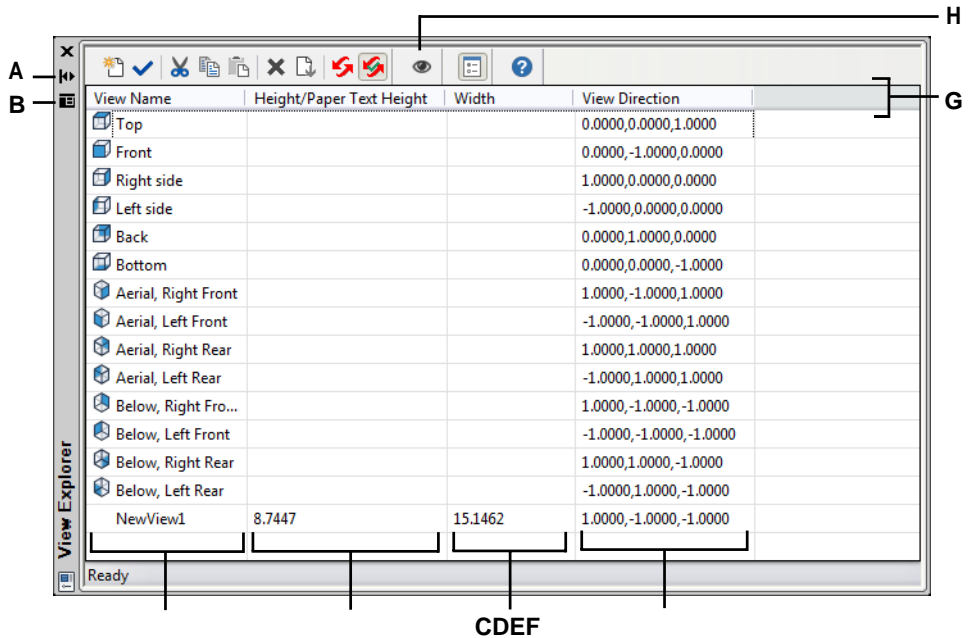 H
A
B
G
View Name Height/Paper Text Height Width View Direction
Top 0.0000,0.0000,1.0000
Front 0.0000,-1.0000,0.0000
Right side 1.0000,0.0000,0.0000
Left side -1.0000,0.0000,0.0000
Back 0.0000,1.0000,0.0000
Bottom 0.0000,0.0000,-1.0000
Aerial, Right Front 1.0000,-1.0000,1.0000
Aerial, Left Front -1.0000,-1.0000,1.0000
Aerial, Right Rear 1.0000,1.0000,1.0000
Aerial, Left Rear -1.0000,1.0000,1.0000
Below, Right Fro... 1.0000,-1.0000,-1.0000
Below, Left Front -1.0000,-1.0000,-1.0000
Below, Right Rear 1.0000,1.0000,-1.0000
Below, Left Rear -1.0000,1.0000,-1.0000
NewView1 8.7447 15.1462 1.0000,-1.0000,-1.0000
View Explorer
Ready
CDEF